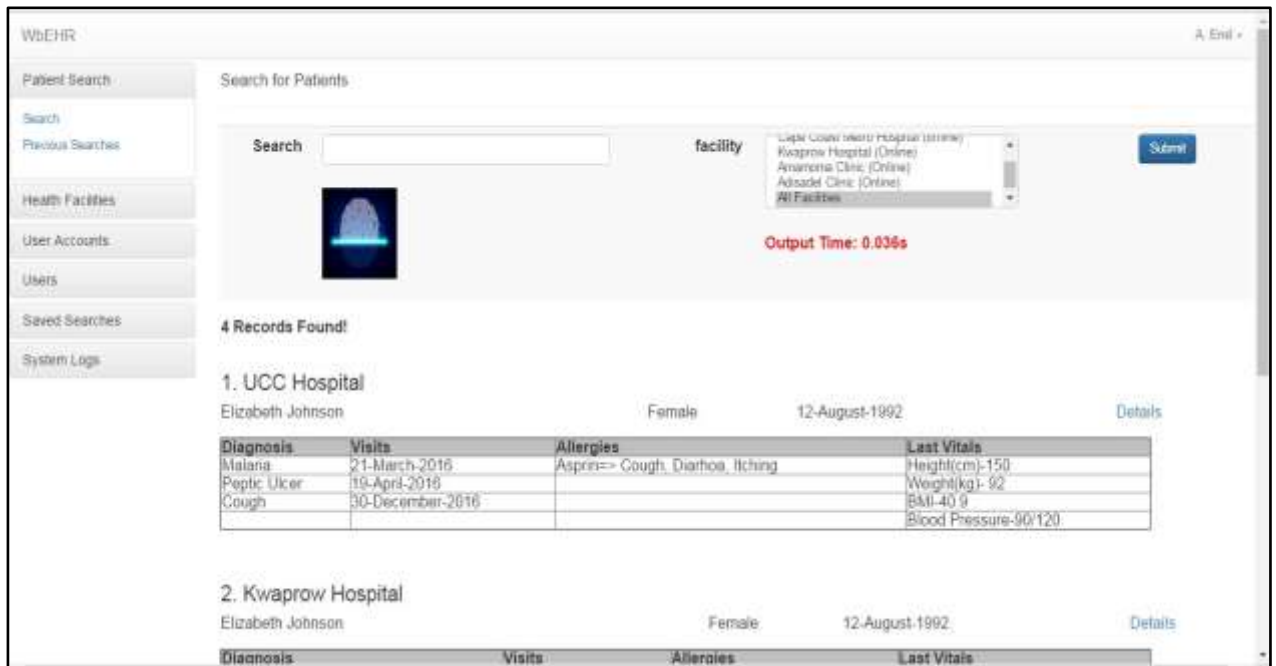 WbEHR A. Emil
Patient Search
Search
Previous Searches
Health Facilities
User Accounts
Users
Saved Searches
System Logs
Search for Patients
Search facility Submit
Cape Coast Metro Hospital (online)
Kwaprow Hospital (Online)
Amamoma Clinic (Online)
Adisadel Clinic (Online)
All Facilities
Output Time: 0.036s
4 Records Found!
1. UCC Hospital
Elizabeth Johnson Female 12-August-1992 Details
Diagnosis Visits Allergies Last Vitals
Malaria 21-March-2016 Asprin=> Cough, Diarhoa, Itching Height(cm)-150
Peptic Ulcer 19-April-2016 Weight(kg)- 92
Cough 30-December-2016 BMI-40.9
Blood Pressure-90/120
2. Kwaprow Hospital
Elizabeth Johnson Female 12-August-1992 Details
Diagnosis Visits Allergies Last Vitals